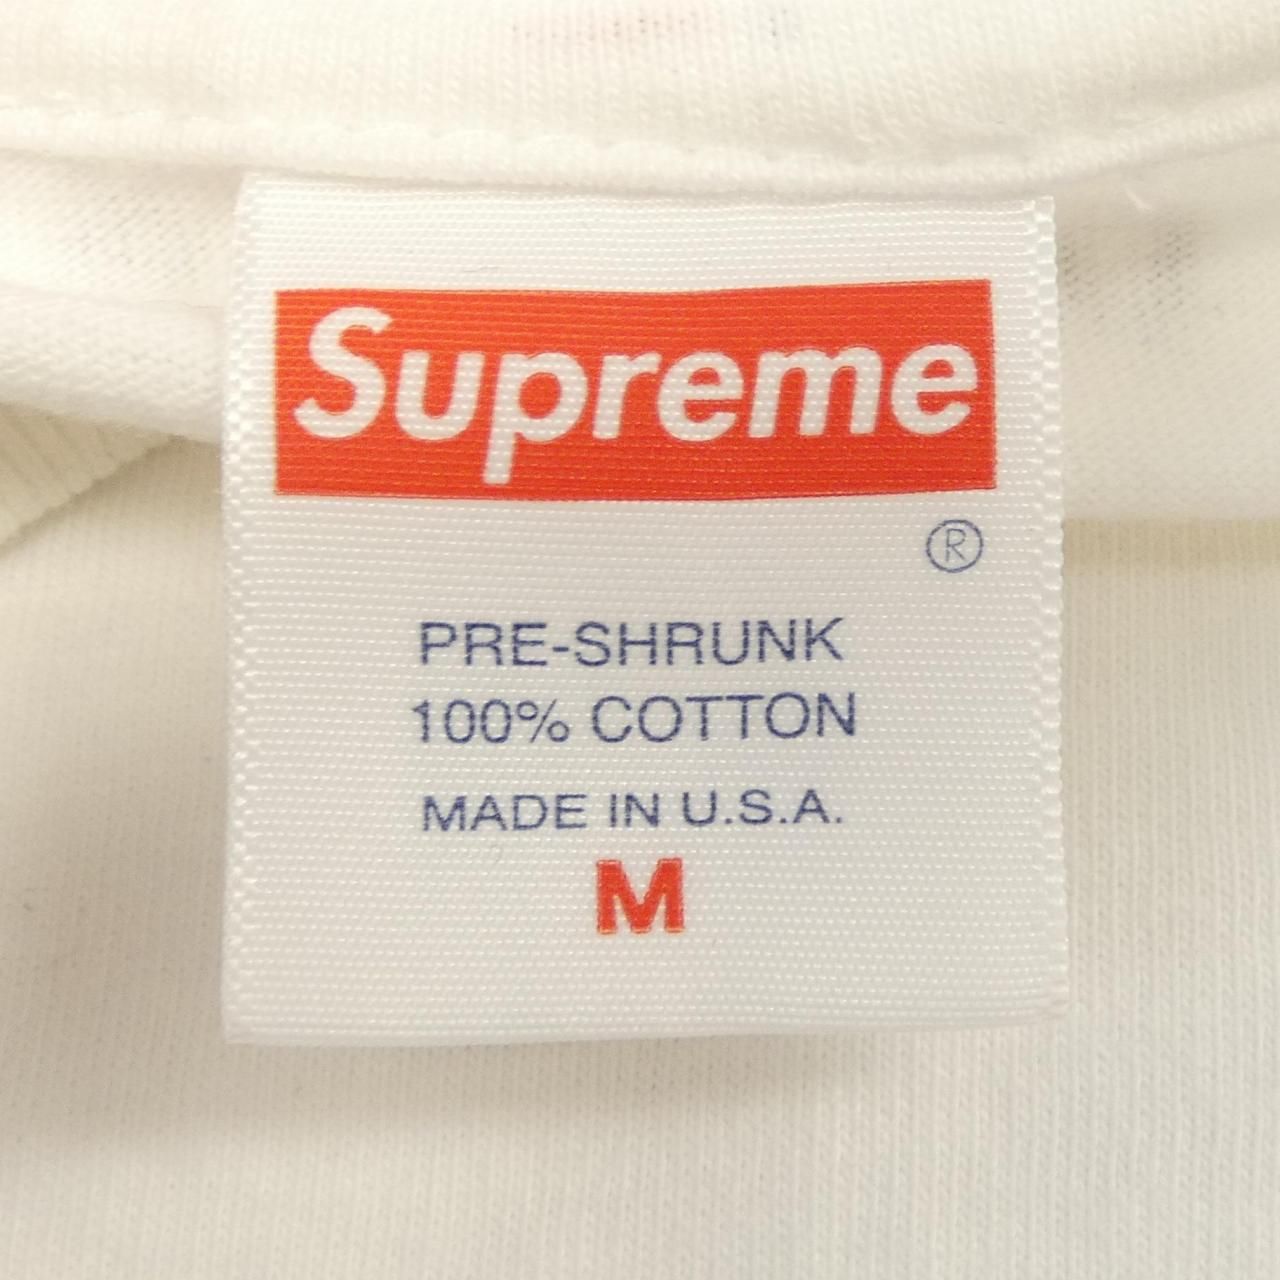 Supreme
®
PRE-SHRUNK
100% COTTON
MADE IN U.S.A.
M